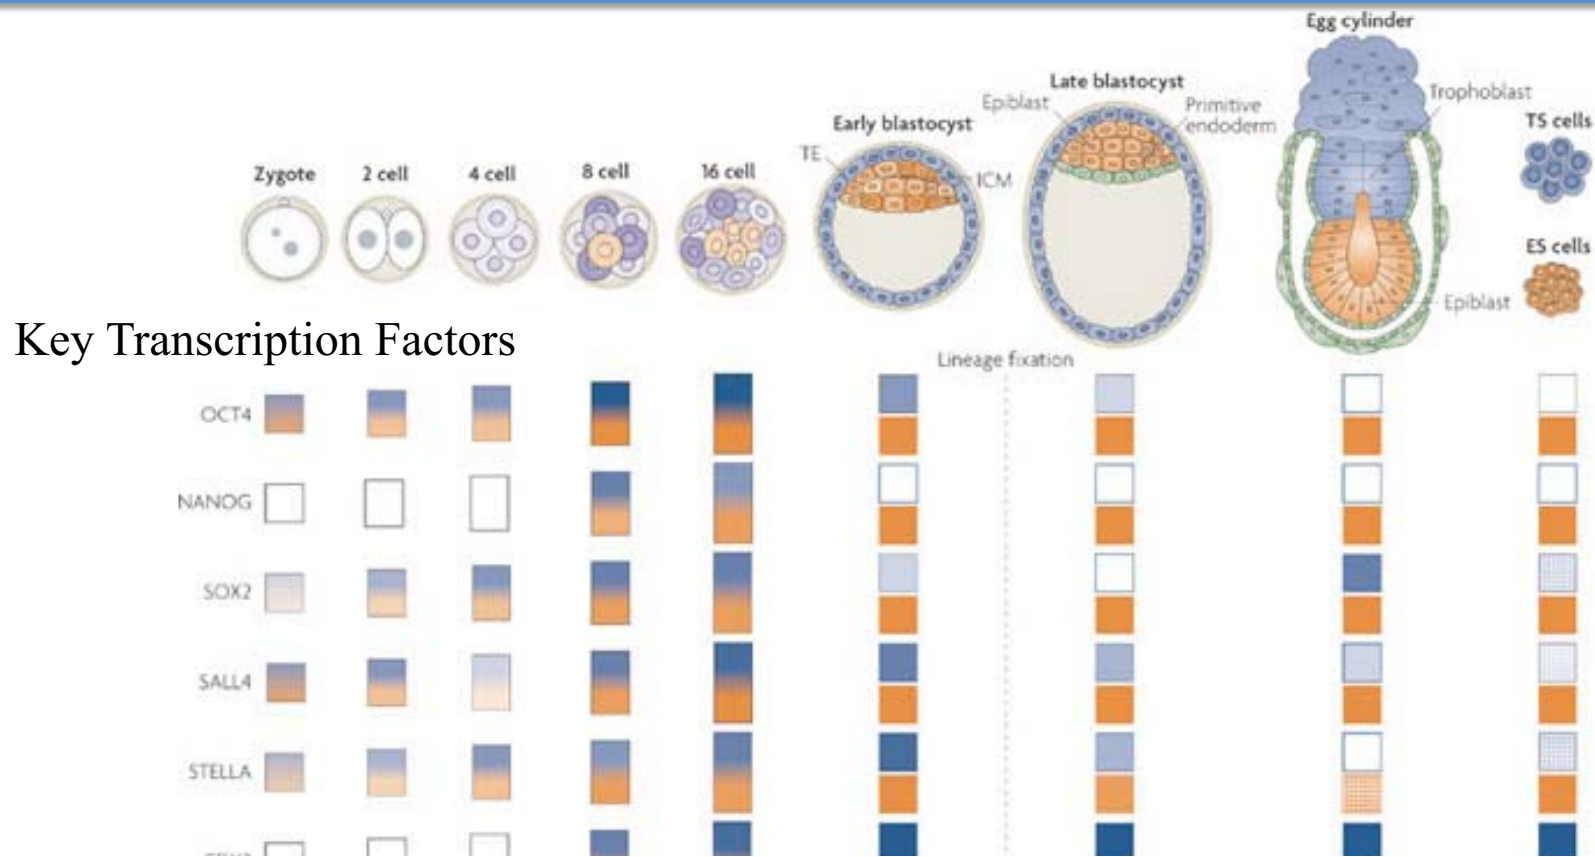 Egg cylinder
Late blastocyst
Trophoblast
Epiblast
Primitive
endoderm
TS cells
Early blastocyst
TE
Zygote
2 cell
4 cell
8 cell
16 cell
ICM
ES cells
Epiblast
Key Transcription Factors
Lineage fixation
OCT4
NANOG
SOX2
SALL4
STELLA